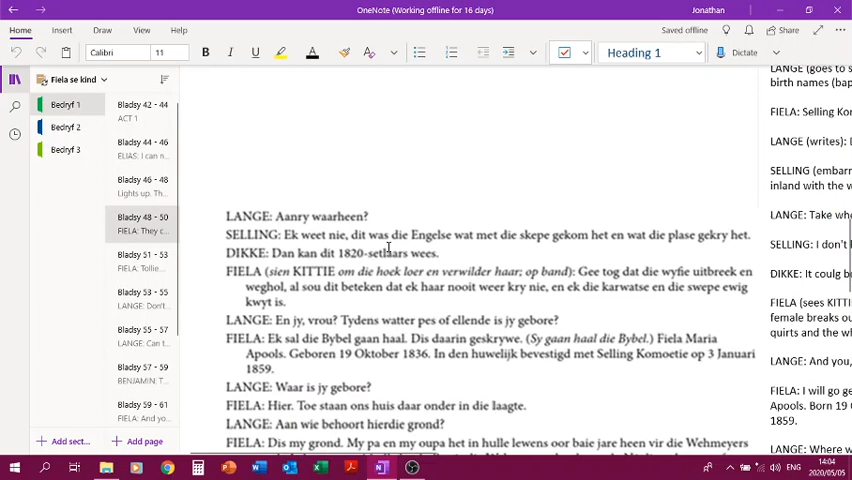 OneNote (Working offline for 16 days)
Jonathan
Home Insert Draw View Help
Saved offline Share
Calibri 11 B I U A Heading 1 Dictate
Fiela se kind
Bedryf 1
Bedryf 2
Bedryf 3
Bladsy 42 - 44
ACT 1
Bladsy 44 - 46
ELIAS: I can n...
Bladsy 46 - 48
Lights up. Th...
Bladsy 48 - 50
FIELA: They c...
Bladsy 51 - 53
FIELA: Tollie...
Bladsy 53 - 55
LANGE: Don't...
Bladsy 55 - 57
LANGE: Can t...
Bladsy 57 - 59
BENJAMIN: T...
Bladsy 59 - 61
FIELA: And yo...
Add sect...
Add page
LANGE: Aanry waarheen?
SELLING: Ek weet nie, dit was die Engelse wat met die skepe gekom het en wat die plase gekry het.
DIKKE: Dan kan dit 1820-setlaars wees.
FIELA (sien KITTIE om die hoek loer en verwilder haar; op band): Gee tog dat die wyfie uitbreek en
weghol, al sou dit beteken dat ek haar nooit weer kry nie, en ek die karwatse en die swepe ewig
kwyt is.
LANGE: En jy, vrou? Tydens watter pes of ellende is jy gebore?
FIELA: Ek sal die Bybel gaan haal. Dis daarin geskrywe. (Sy gaan haal die Bybel.) Fiela Maria
Apools. Geboren 19 Oktober 1836. In den huwelijk bevestigd met Selling Komoetie op 3 Januari
1859.
LANGE: Waar is jy gebore?
FIELA: Hier. Toe staan ons huis daar onder in die laagte.
LANGE: Aan wie behoort hierdie grond?
FIELA: Dis my grond. My pa en my oupa het in hulle lewens oor baie jare heen vir die Wehmeyers
LANGE (goes to s
birth names (bap
FIELA: Selling Ko
LANGE (writes): 
SELLING (embarr
inland with the w
LANGE: Take wh
SELLING: I don't
DIKKE: It coulg b
FIELA (sees KITTIE
female breaks ou
quirts and the wh
LANGE: And you,
FIELA: I will go ge
Apools. Born 19 O
1859.
LANGE: Where w
ENG
14:04
2020/05/05